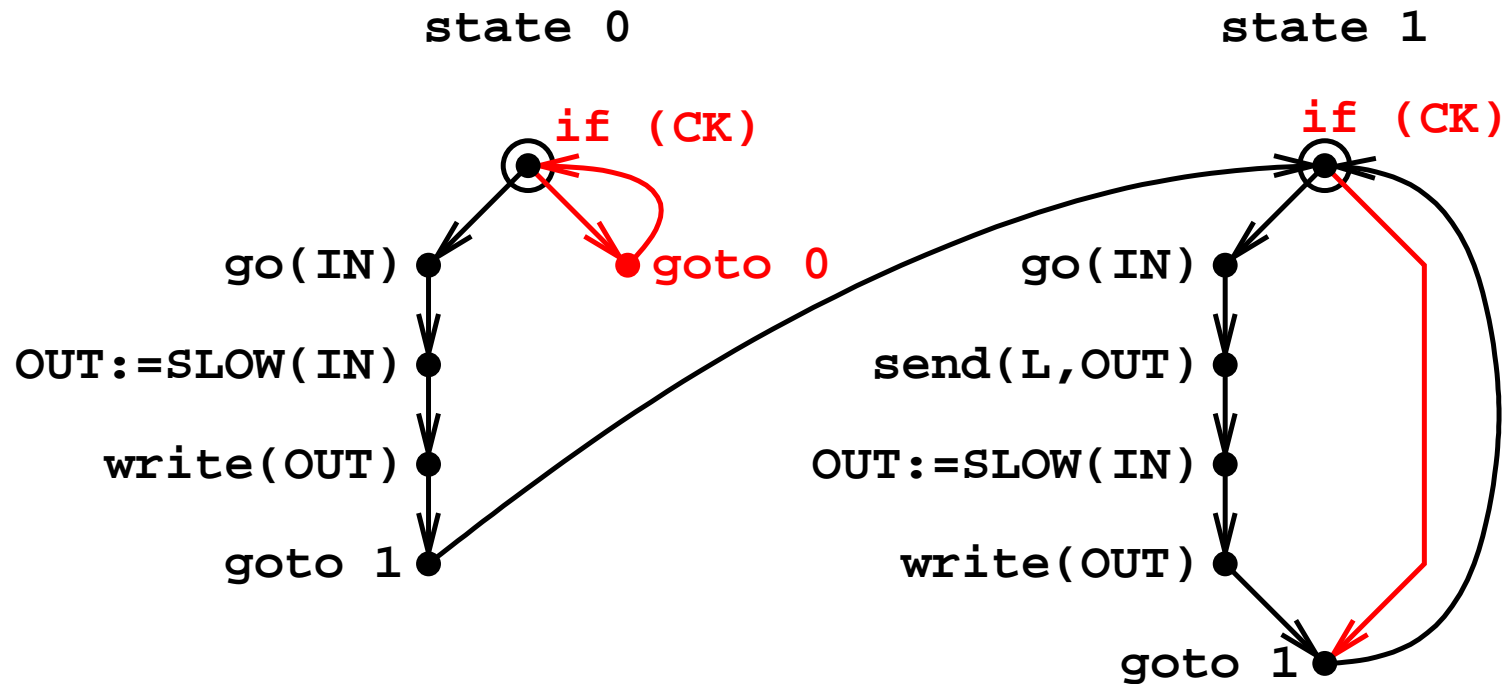 state 0
if (CK)
go(IN)
goto 0
OUT:=SLOW(IN)
write(OUT)
goto 1
state 1
if (CK)
go(IN)
send(L,OUT)
OUT:=SLOW(IN)
write(OUT)
goto 1